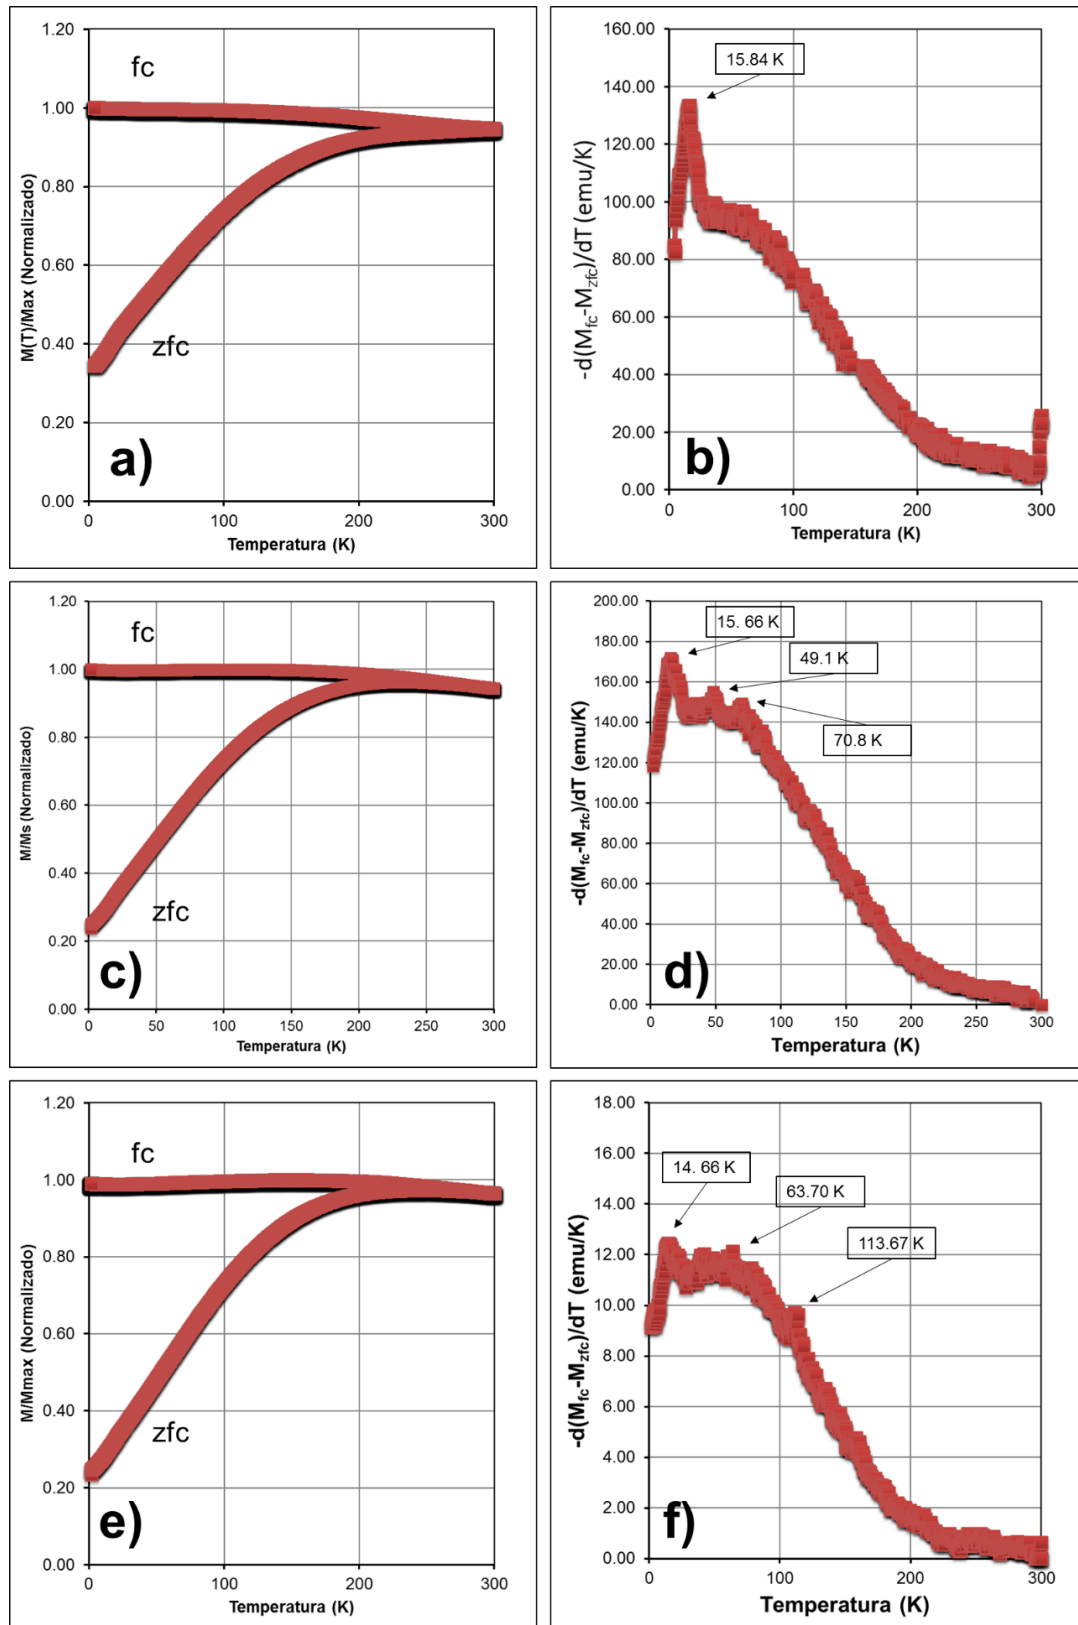 1.20
1.00
0.80
0.60
0.40
0.20
0.00
M(T)/Max (Normalizado)
fc
zfc
a)
0
100
200
300
Temperatura (K)
160.00
140.00
120.00
100.00
80.00
60.00
40.00
20.00
0.00
-d(Mfc-Mzfc)/dT (emu/K)
15.84 K
b)
0
100
200
300
Temperatura (K)
1.20
1.00
0.80
0.60
0.40
0.20
0.00
M/Ms (Normalizado)
fc
zfc
c)
0
50
100
150
200
250
300
Temperatura (K)
200.00
180.00
160.00
140.00
120.00
100.00
80.00
60.00
40.00
20.00
0.00
-d(Mfc-Mzfc)/dT (emu/K)
15. 66 K
49.1 K
70.8 K
d)
0
50
100
150
200
250
300
Temperatura (K)
1.20
1.00
0.80
0.60
0.40
0.20
0.00
M/Mmax (Normalizado)
fc
zfc
e)
0
100
200
300
Temperatura (K)
18.00
16.00
14.00
12.00
10.00
8.00
6.00
4.00
2.00
0.00
-d(Mfc-Mzfc)/dT (emu/K)
14. 66 K
63.70 K
113.67 K
f)
0
100
200
300
Temperatura (K)